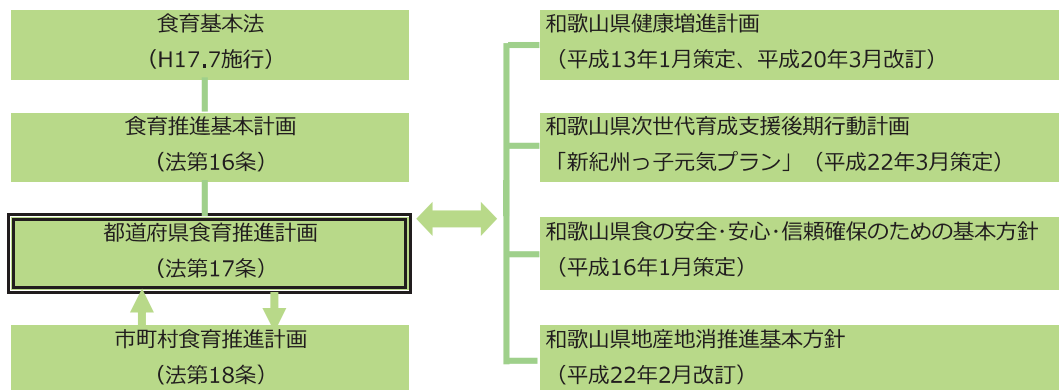 食育基本法
（H17.7施行）
食育推進基本計画
（法第16条）
都道府県食育推進計画
（法第17条）
市町村食育推進計画
（法第18条）
和歌山県健康増進計画
（平成13年1月策定、平成20年3月改訂）
和歌山県次世代育成支援後期行動計画
「新紀州っ子元気プラン」（平成22年3月策定）
和歌山県食の安全・安心・信頼確保のための基本方針
（平成16年1月策定）
和歌山県地産地消推進基本方針
（平成22年2月改訂）